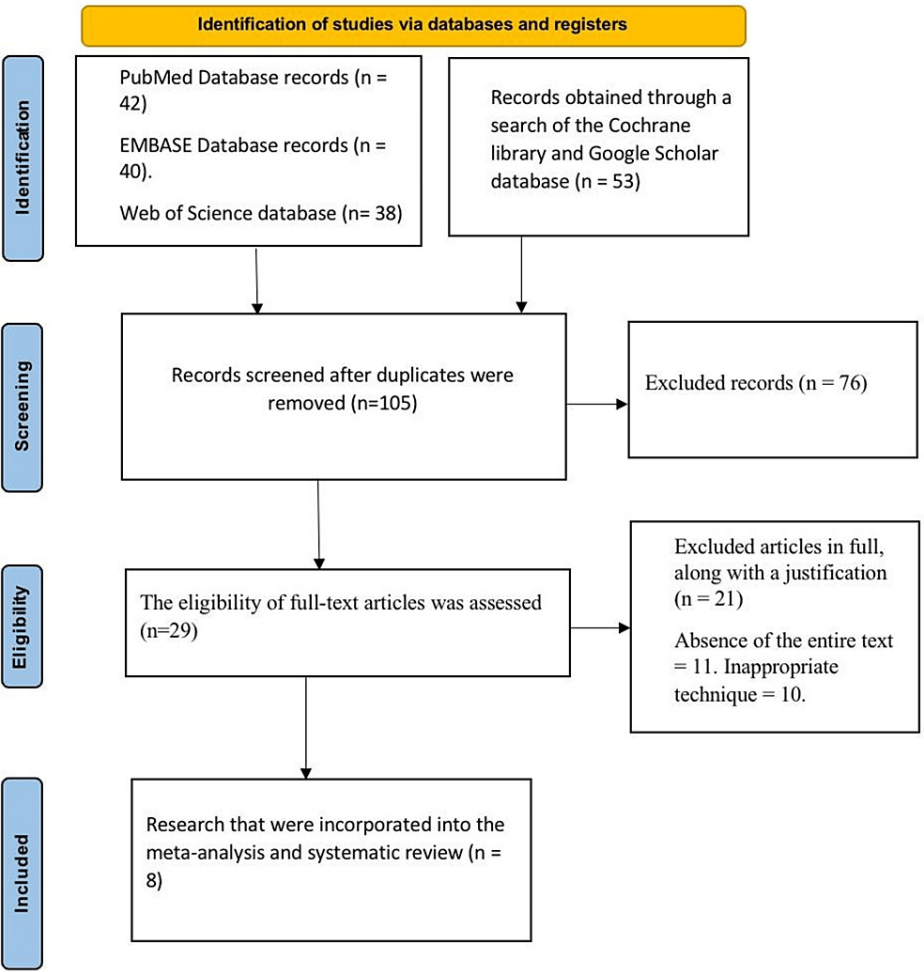 Identification of studies via databases and registers
Identification
PubMed Database records (n =
42)
EMBASE Database records (n =
40).
Web of Science database (n= 38)
Records obtained through a
search of the Cochrane
library and Google Scholar
database (n = 53)
Screening
Records screened after duplicates were
removed (n=105)
Excluded records (n = 76)
Eligibility
The eligibility of full-text articles was assessed
(n=29)
Excluded articles in full,
along with a justification
(n = 21)
Absence of the entire text
= 11. Inappropriate
technique = 10.
Included
Research that were incorporated into the
meta-analysis and systematic review (n =
8)